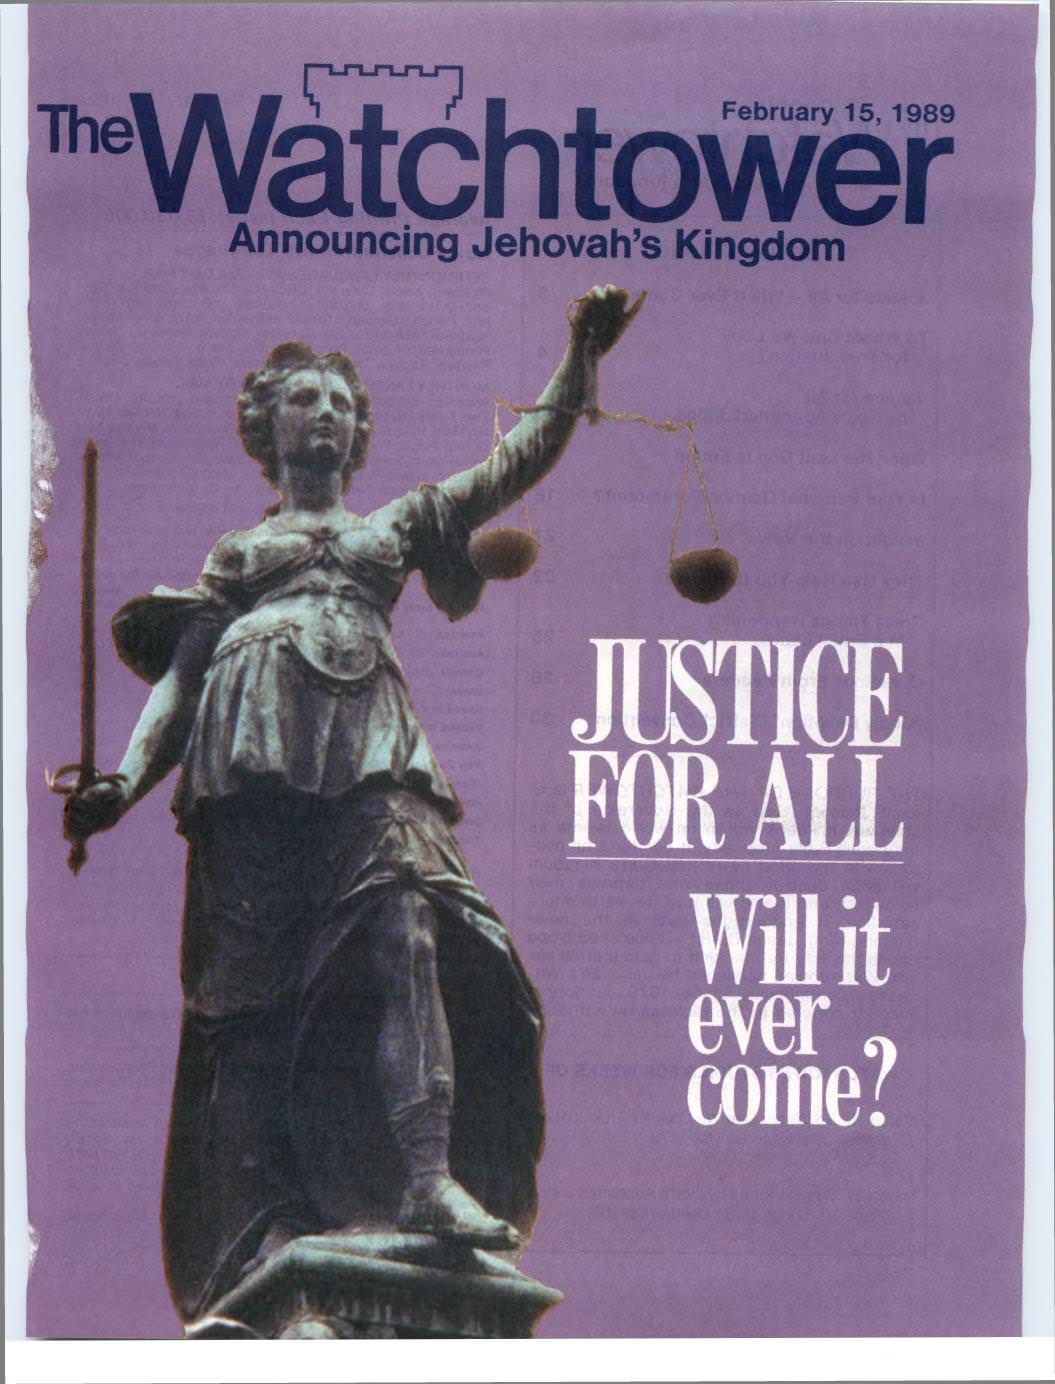 The Watchtower
February 15, 1989
Announcing Jehovah's Kingdom
JUSTICE
FOR ALL
Will it
ever
come?